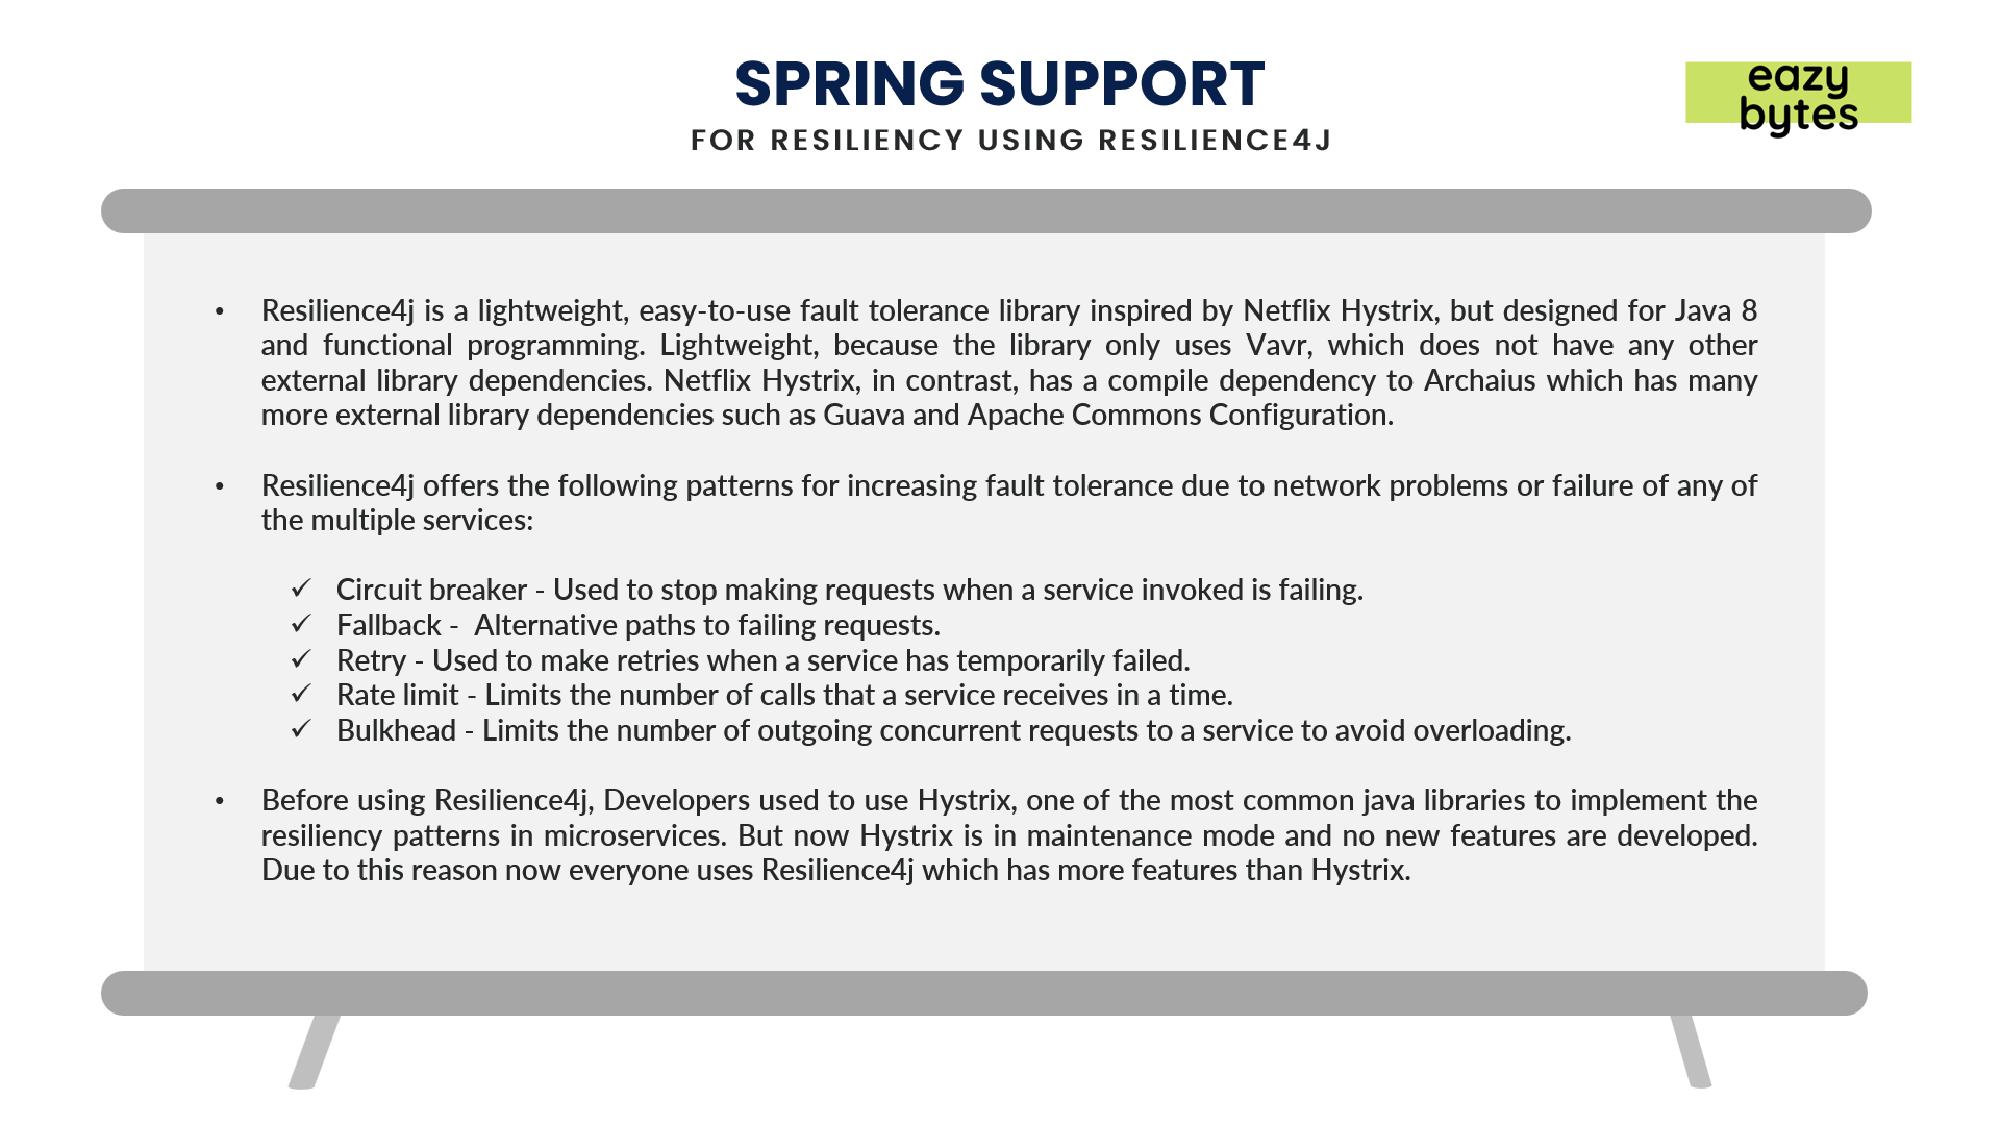 SPRING SUPPORT
FOR RESILIENCY USING RESILIENCE4J
eazy
bytes
• Resilience4j is a lightweight, easy-to-use fault tolerance library inspired by Netflix Hystrix, but designed for Java 8
and functional programming. Lightweight, because the library only uses Vavr, which does not have any other
external library dependencies. Netflix Hystrix, in contrast, has a compile dependency to Archaius which has many
more external library dependencies such as Guava and Apache Commons Configuration.
• Resilience4j offers the following patterns for increasing fault tolerance due to network problems or failure of any of
the multiple services:
✓ Circuit breaker - Used to stop making requests when a service invoked is failing.
✓ Fallback - Alternative paths to failing requests.
✓ Retry - Used to make retries when a service has temporarily failed.
✓ Rate limit - Limits the number of calls that a service receives in a time.
✓ Bulkhead - Limits the number of outgoing concurrent requests to a service to avoid overloading.
• Before using Resilience4j, Developers used to use Hystrix, one of the most common java libraries to implement the
resiliency patterns in microservices. But now Hystrix is in maintenance mode and no new features are developed.
Due to this reason now everyone uses Resilience4j which has more features than Hystrix.